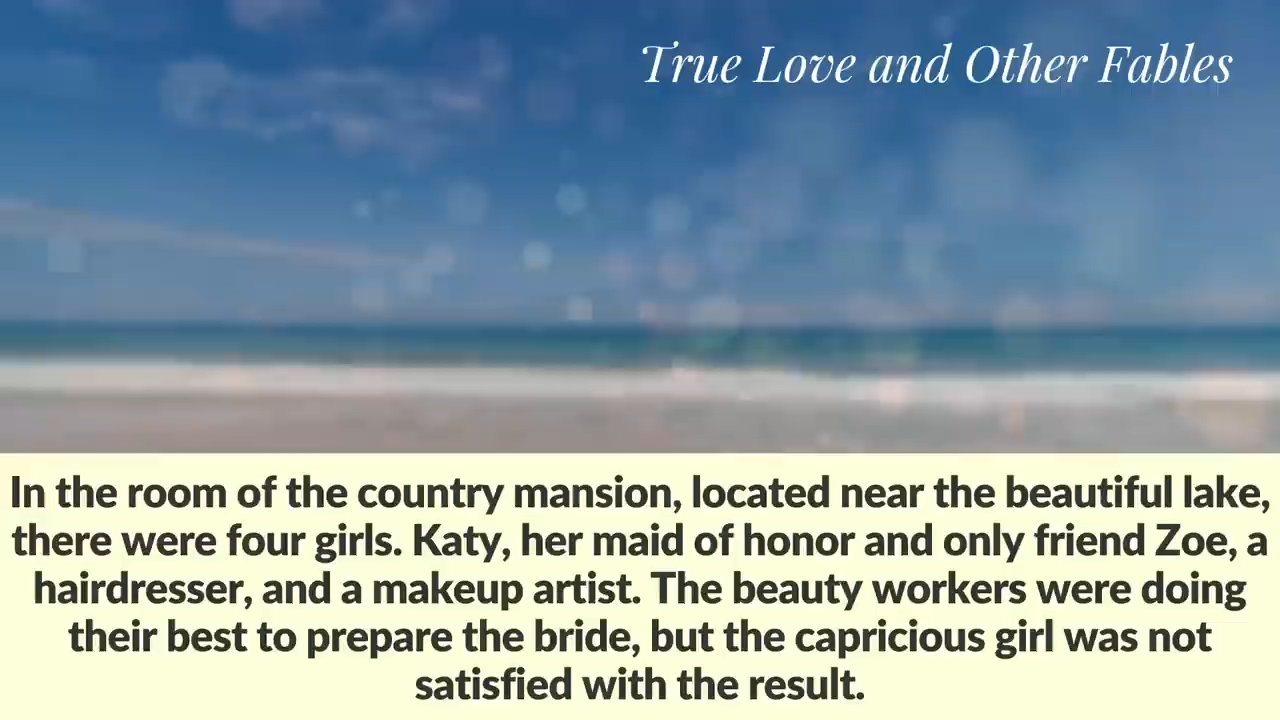 True Love and Other Fables
In the room of the country mansion, located near the beautiful lake,
there were four girls. Katy, her maid of honor and only friend Zoe, a
hairdresser, and a makeup artist. The beauty workers were doing
their best to prepare the bride, but the capricious girl was not
satisfied with the result.